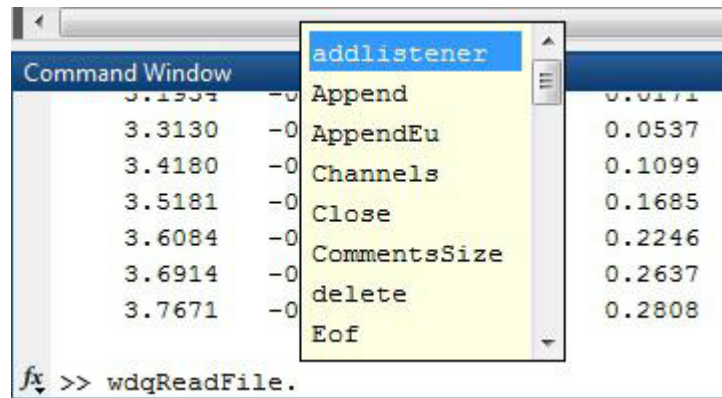 addlistener
Command Window
Append
3.3130 -0 AppendEu 0.0537
3.4180 -0 Channels 0.1099
3.5181 -0 Close 0.1685
3.6084 -0 CommentsSize 0.2246
3.6914 -0 delete 0.2637
3.7671 -0 Eof 0.2808
fx >> wdqReadFile.